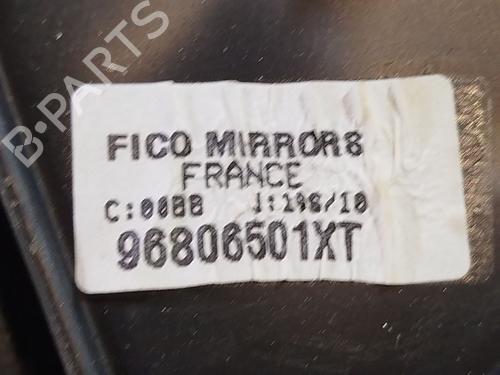 FICO MIRRORS
FRANCE
C:00BB J:196/10
96806501XT
B-PARTS